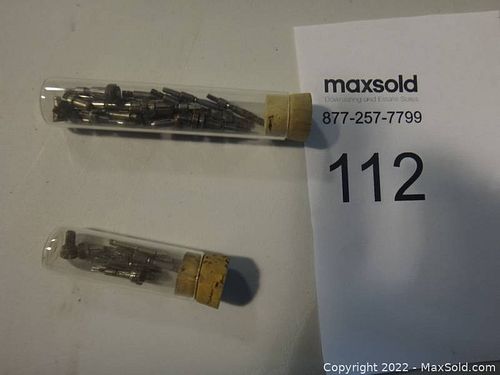 maxsold
Downsizing and Estate Sales
877-257-7799
112
Copyright 2022 - MaxSold.com